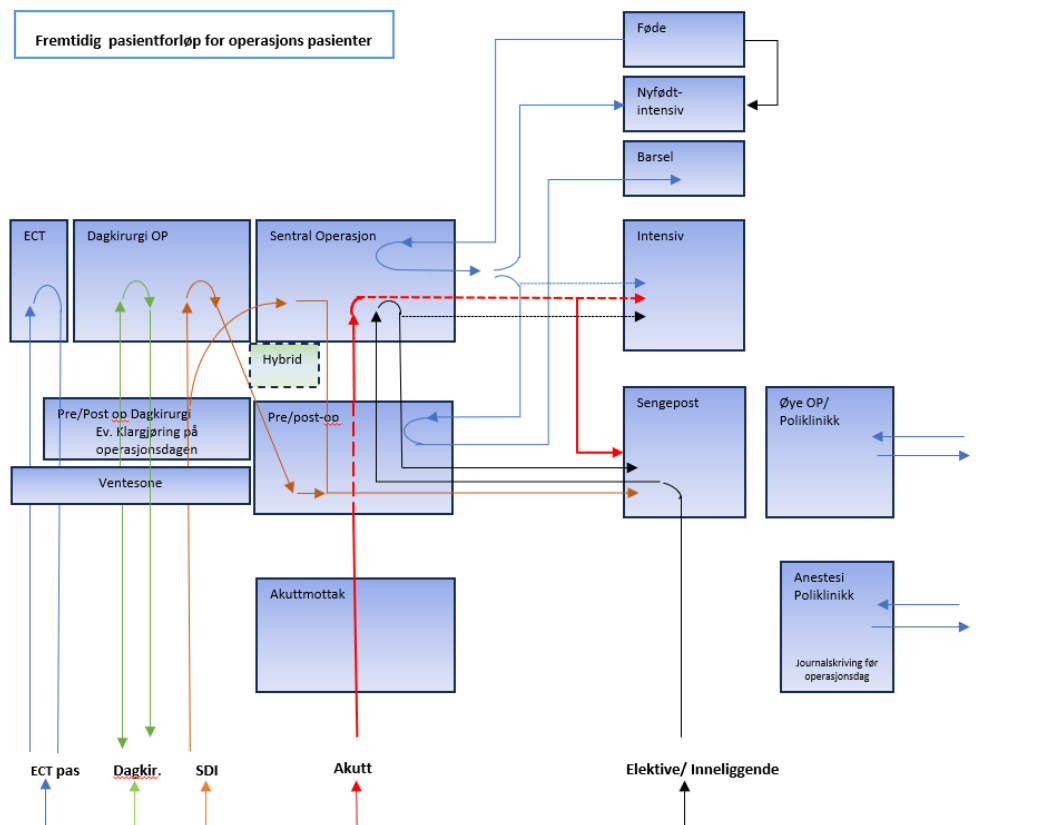 Fremtidig pasientforløp for operasjons pasienter
Føde
Nyfødt-
intensiv
Barsel
ECT
Dagkirurgi OP
Sentral Operasjon
Intensiv
Hybrid
Pre/Post op Dagkirurgi
Ev. Klargjøring på
operasjonsdagen
Pre/post-op
Sengepost
Øye OP/
Poliklinikk
Ventesone
Akuttmottak
Anestesi
Poliklinikk
Journalskriving før
operasjonsdag
ECT pas
Dagkir.
SDI
Akutt
Elektive/ Inneliggende